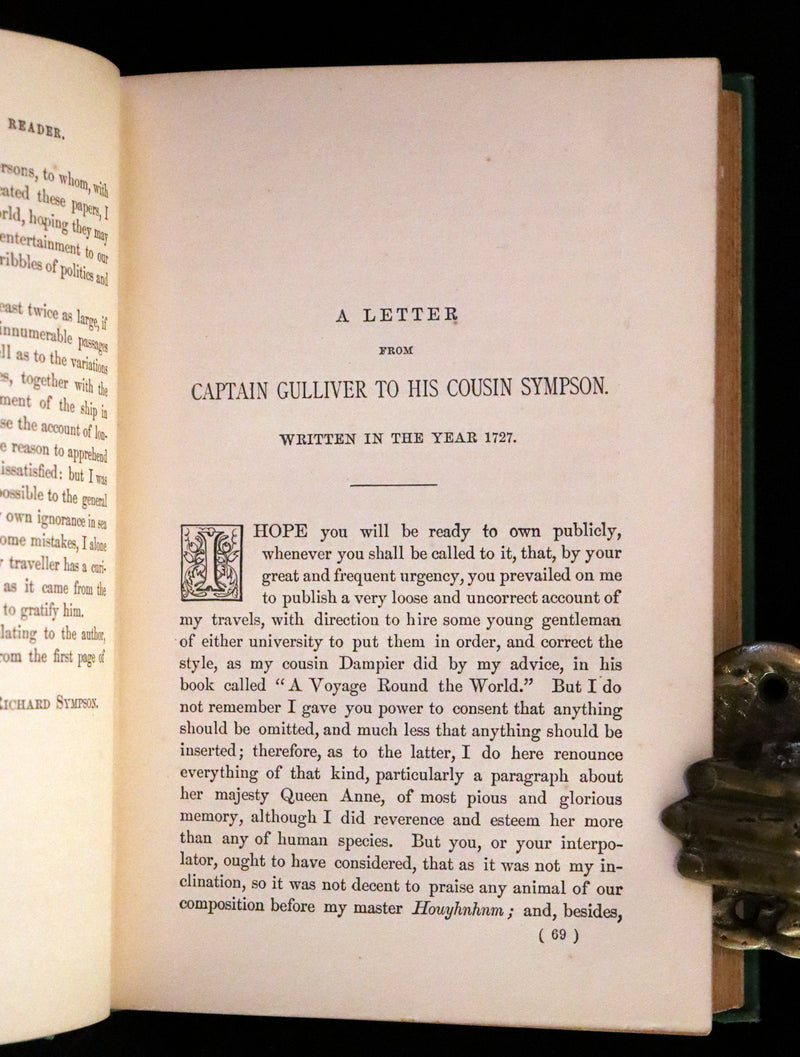 READER.
rsons, to whom, with
ated these papers, I
rld, hoping they may
entertainment to our
ribbles of politics and
east twice as large, if
innumerable passages
ll as to the variations
es, together with the
ment of the ship in
se the account of lon-
e reason to apprehend
issatisfied: but I was
possible to the general
own ignorance in sea
ome mistakes, I alone
traveller has a curi-
as it came from the
to gratify him.
lating to the author,
rom the first page of
RICHARD SYMPSON.
A LETTER
FROM
CAPTAIN GULLIVER TO HIS COUSIN SYMPSON.
WRITTEN IN THE YEAR 1727.
I HOPE you will be ready to own publicly,
whenever you shall be called to it, that, by your
great and frequent urgency, you prevailed on me
to publish a very loose and uncorrect account of
my travels, with direction to hire some young gentleman
of either university to put them in order, and correct the
style, as my cousin Dampier did by my advice, in his
book called “A Voyage Round the World.” But I do
not remember I gave you power to consent that anything
should be omitted, and much less that anything should be
inserted; therefore, as to the latter, I do here renounce
everything of that kind, particularly a paragraph about
her majesty Queen Anne, of most pious and glorious
memory, although I did reverence and esteem her more
than any of human species. But you, or your interpo-
lator, ought to have considered, that as it was not my in-
clination, so it was not decent to praise any animal of our
composition before my master Houyhnhnm; and, besides,
( 69 )